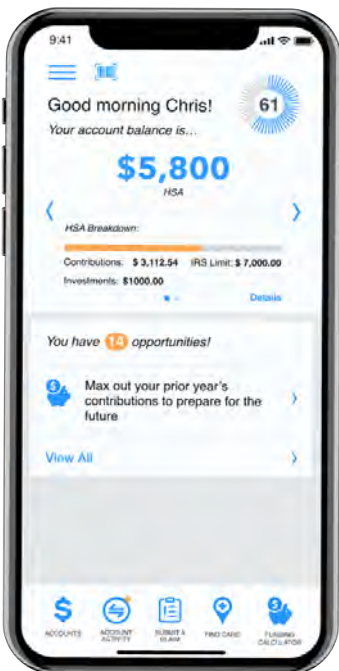 9:41
Good morning Chris!
61
Your account balance is...
$5,800
HSA
HSA Breakdown:
Contributions: $ 3,112.54 IRS Limit: $ 7,000.00
Investments: $1000.00
Details
You have 14 opportunities!
Max out your prior year's
contributions to prepare for the
future
View All
ACCOUNTS
ACCOUNT
ACTIVITY
SUBMIT A
CLAIM
FIND CARE
FUNDING
CALCULATOR